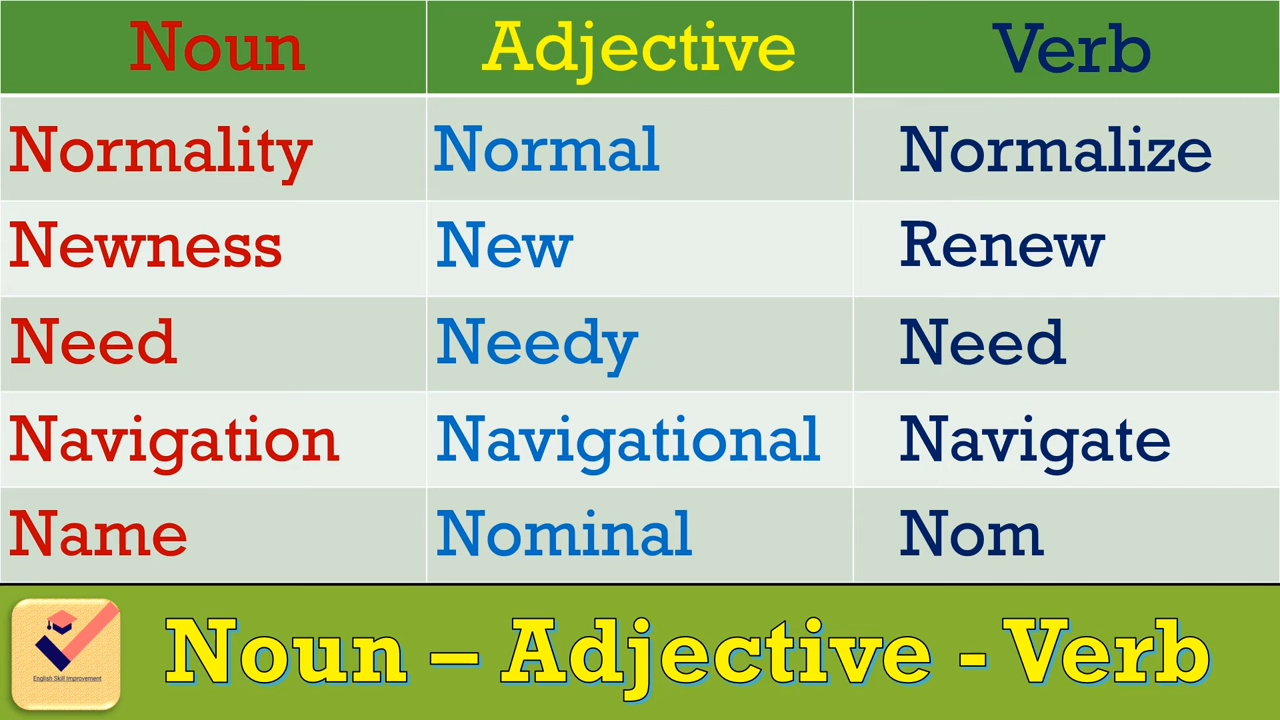 Noun Adjective Verb
Normality Normal Normalize
Newness New Renew
Need Needy Need
Navigation Navigational Navigate
Name Nominal Nom
English Skill Improvement
Noun – Adjective - Verb